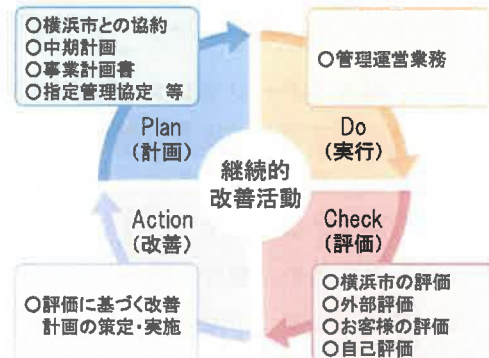 ○横浜市との協約
○中期計画
○事業計画書
○指定管理協定 等
○管理運営業務
Plan
(計画)
Do
(実行)
継続的
改善活動
Action
(改善)
Check
(評価)
○評価に基づく改善
計画の策定・実施
○横浜市の評価
○外部評価
○お客様の評価
○自己評価